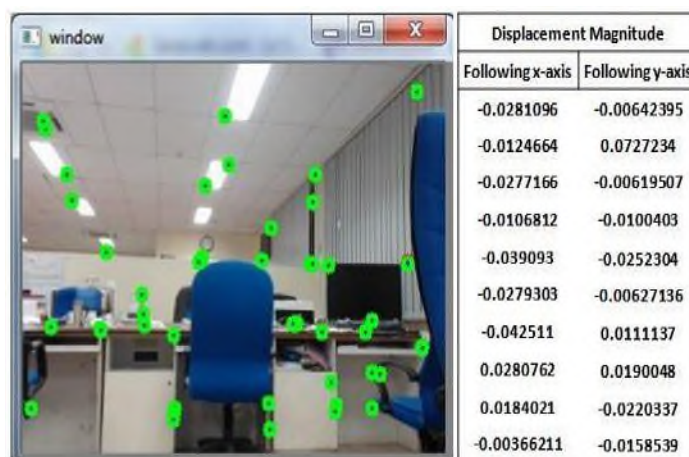 window
X
Displacement Magnitude
Following x-axis Following y-axis
-0.0281096 -0.00642395
-0.0124664 0.0727234
-0.0277166 -0.00619507
-0.0106812 -0.0100403
-0.039093 -0.0252304
-0.0279303 -0.00627136
-0.042511 0.0111137
0.0280762 0.0190048
0.0184021 -0.0220337
-0.00366211 -0.0158539